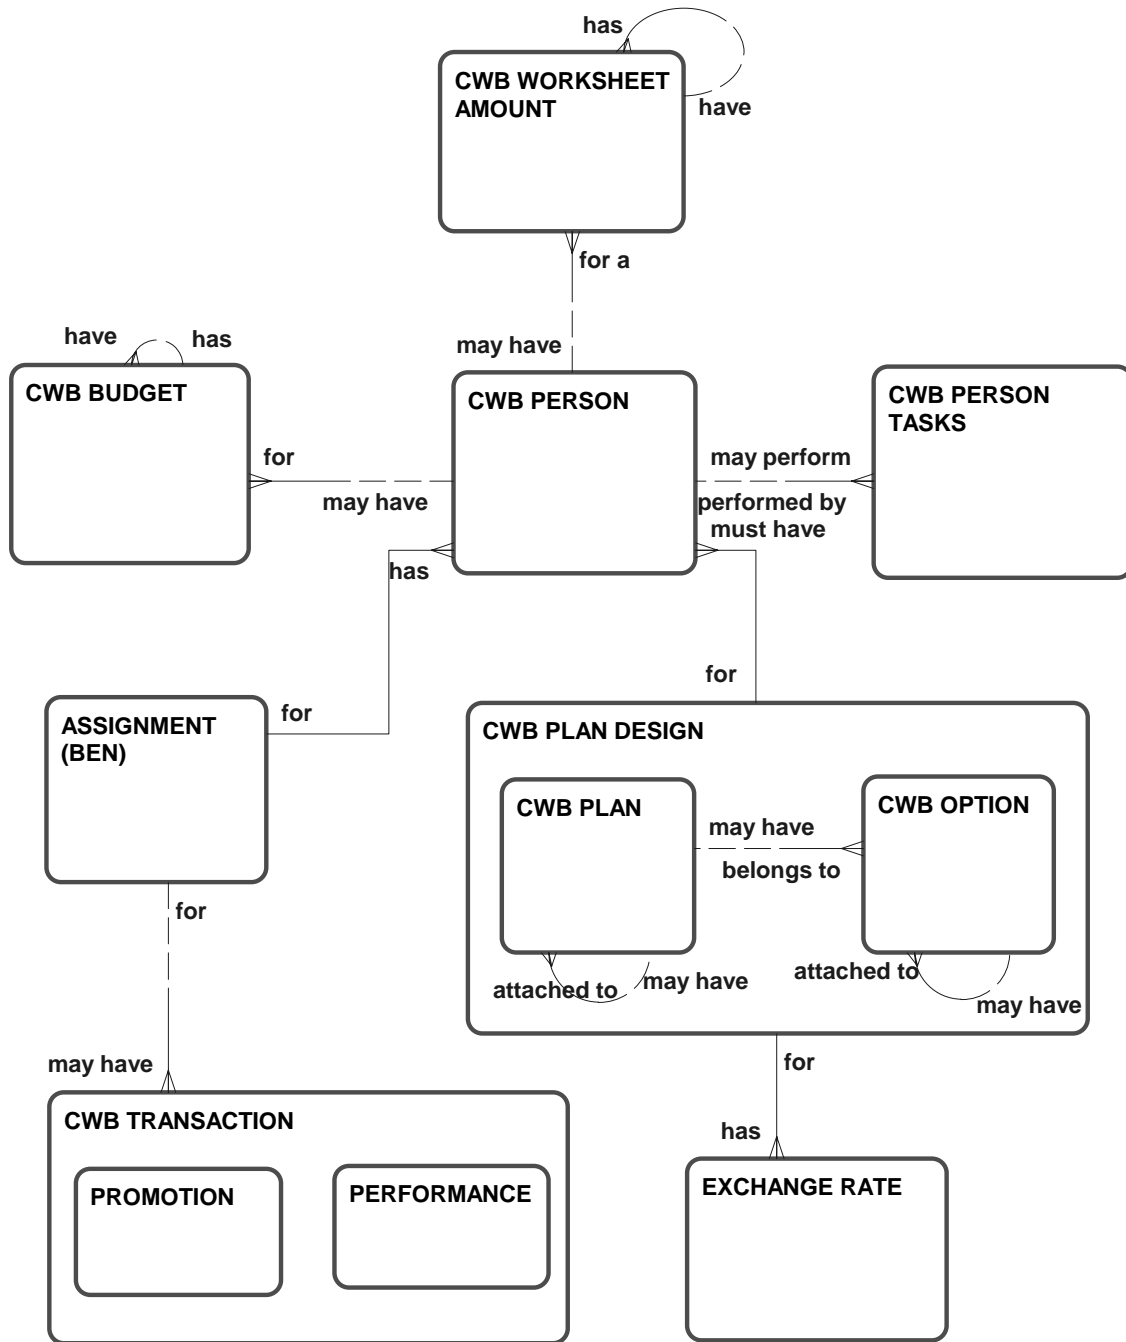 has
CWB WORKSHEET
AMOUNT
have
for a
may have
have
has
CWB BUDGET
CWB PERSON
CWB PERSON
TASKS
for
may have
may perform
performed by
must have
has
for
for
ASSIGNMENT
(BEN)
CWB PLAN DESIGN
CWB PLAN
CWB OPTION
may have
belongs to
for
attached to
may have
attached to
may have
may have
for
CWB TRANSACTION
has
PROMOTION
PERFORMANCE
EXCHANGE RATE